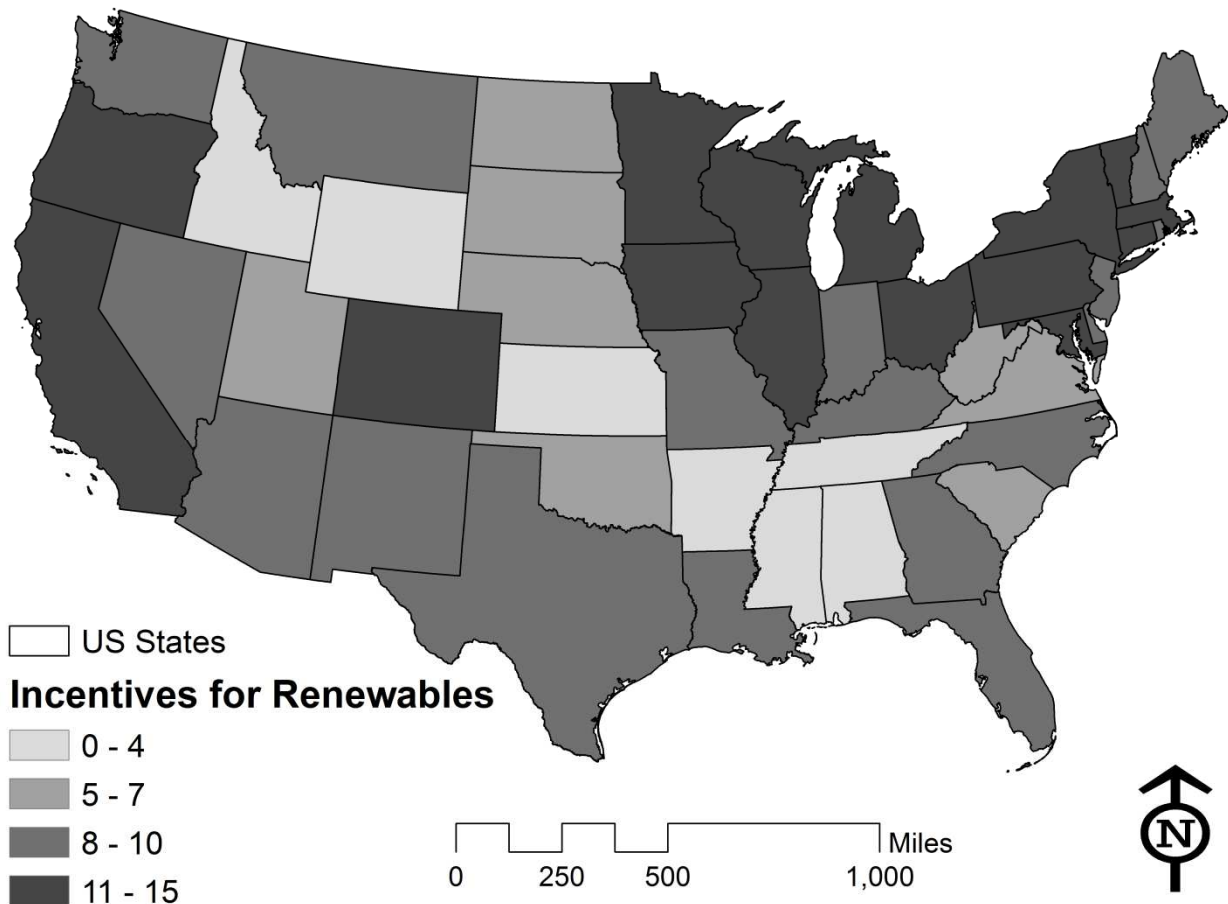 US States
Incentives for Renewables
0 - 4
5 - 7
8 - 10
11 - 15
Miles
0 250 500 1,000
N